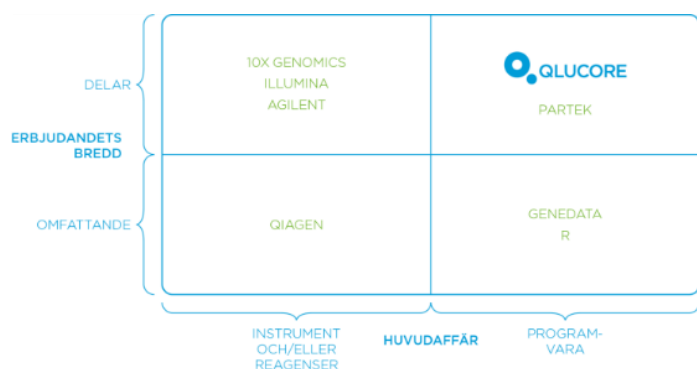 10X GENOMICS
ILLUMINA
AGILENT
QLUCORE
PARTEK
DELAR
ERBJUDANDETS
BREDD
OMFATTANDE
QIAGEN
GENEDATA
R
INSTRUMENT
OCH/ELLER
REAGENSER
HUVUDAFFÄR
PROGRAM-
VARA